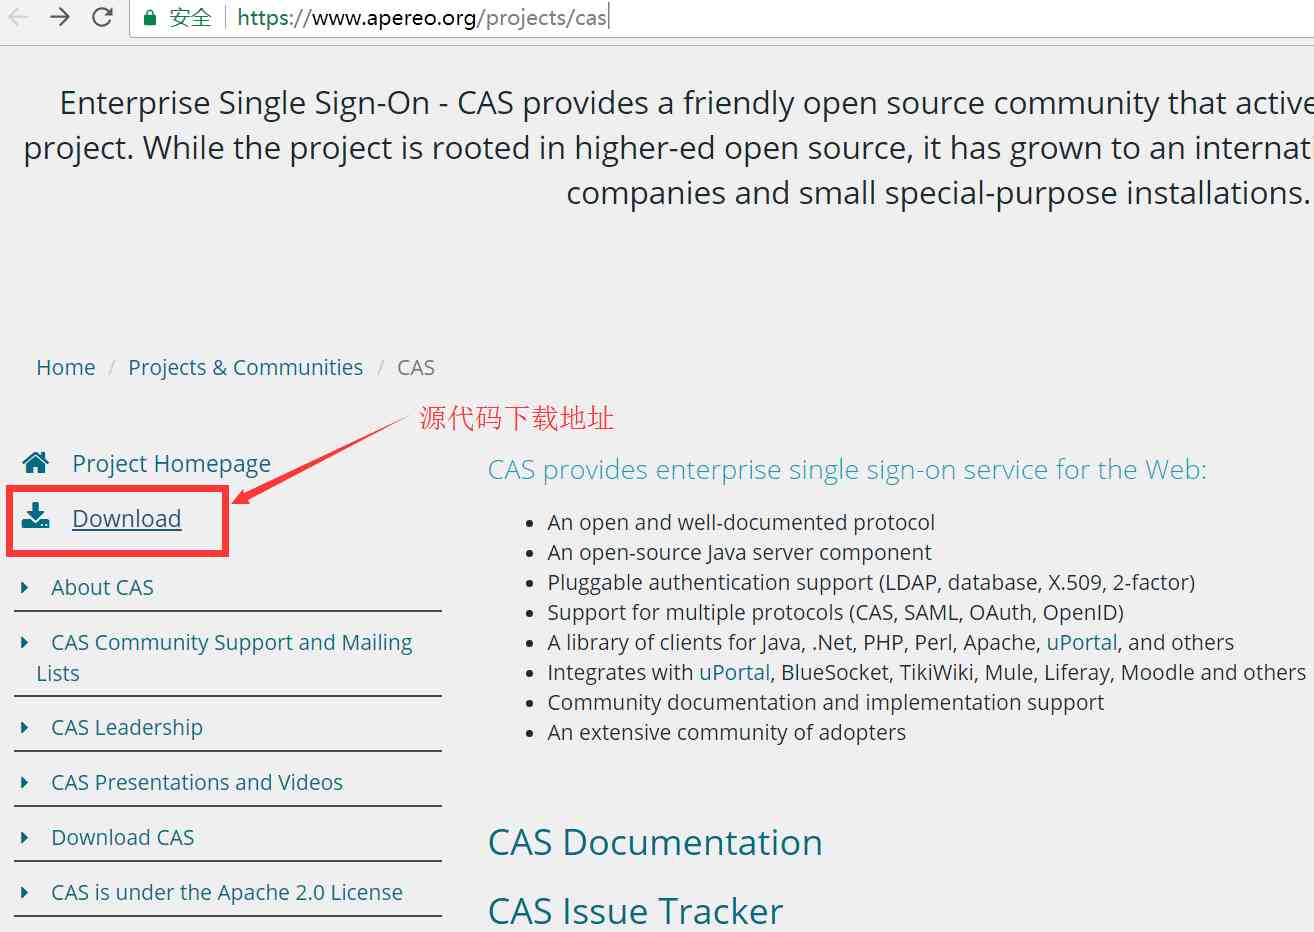 安全 https://www.apereo.org/projects/cas
Enterprise Single Sign-On - CAS provides a friendly open source community that active
project. While the project is rooted in higher-ed open source, it has grown to an internati
companies and small special-purpose installations.
Home / Projects & Communities / CAS
源代码下载地址
Project Homepage
Download
About CAS
CAS Community Support and Mailing
Lists
CAS Leadership
CAS Presentations and Videos
Download CAS
CAS is under the Apache 2.0 License
CAS provides enterprise single sign-on service for the Web:
• An open and well-documented protocol
• An open-source Java server component
• Pluggable authentication support (LDAP, database, X.509, 2-factor)
• Support for multiple protocols (CAS, SAML, OAuth, OpenID)
• A library of clients for Java, .Net, PHP, Perl, Apache, uPortal, and others
• Integrates with uPortal, BlueSocket, TikiWiki, Mule, Liferay, Moodle and others
• Community documentation and implementation support
• An extensive community of adopters
CAS Documentation
CAS Issue Tracker